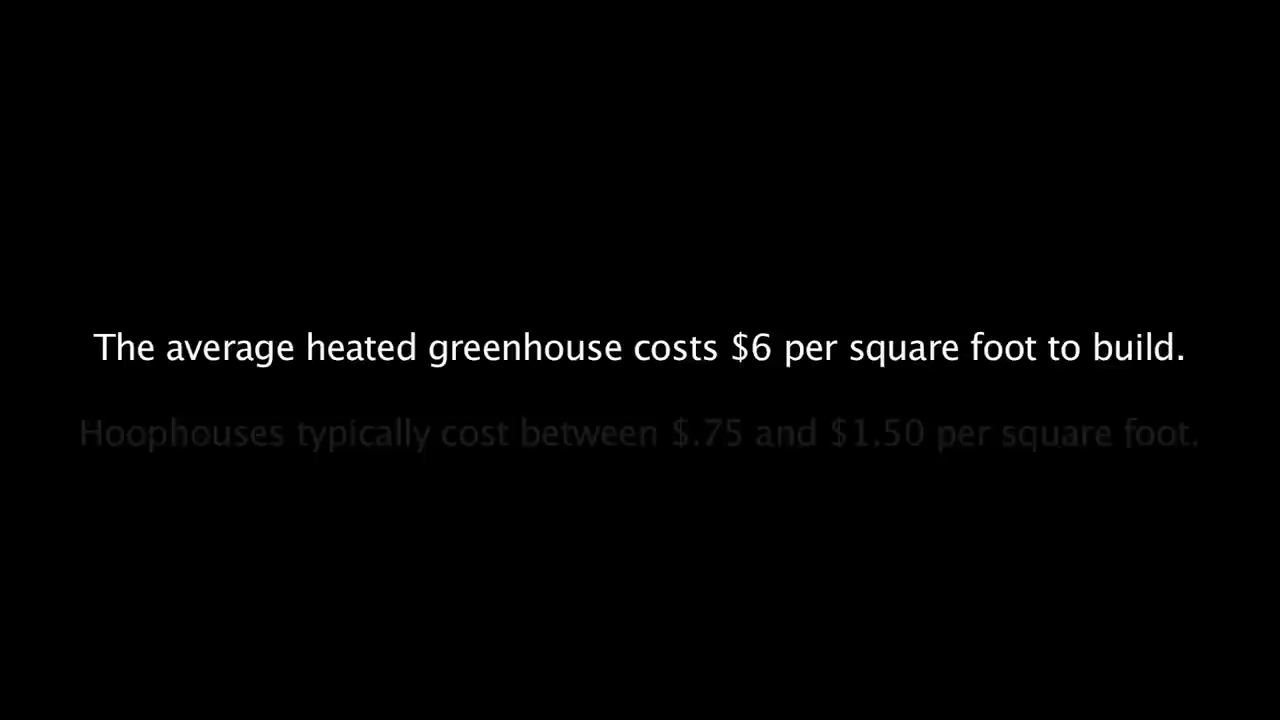 The average heated greenhouse costs $6 per square foot to build.
Hoophouses typically cost between $.75 and $1.50 per square foot.